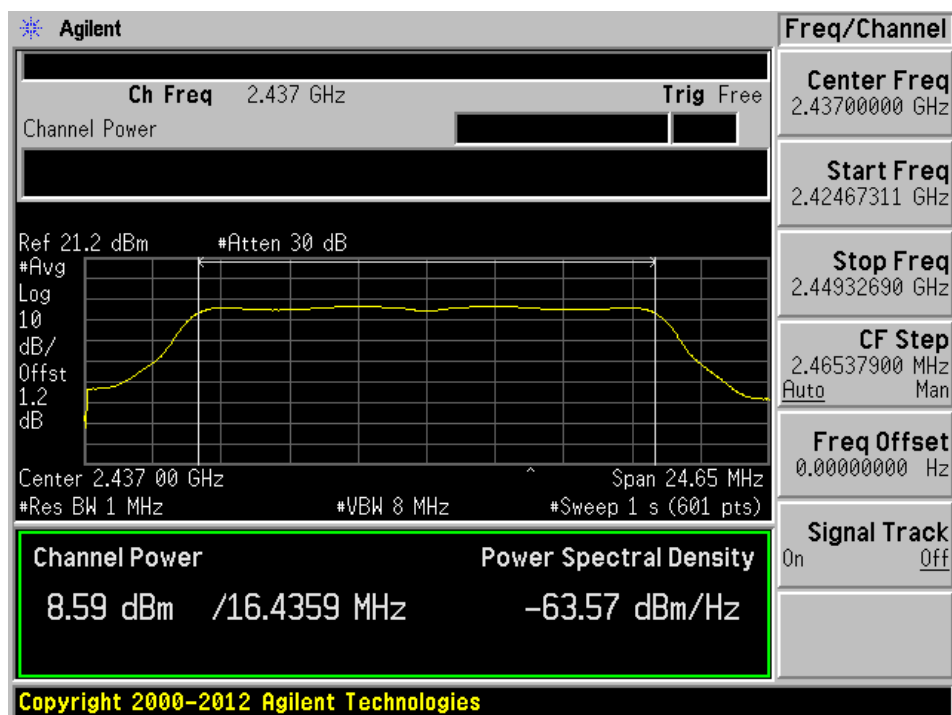 Agilent
Ch Freq 2.437 GHz Trig Free
Channel Power
Ref 21.2 dBm #Atten 30 dB
#Avg
Log
10
dB/
Offst
1.2
dB
Center 2.437 00 GHz ^ Span 24.65 MHz
#Res BW 1 MHz #VBW 8 MHz #Sweep 1 s (601 pts)
Channel Power Power Spectral Density
8.59 dBm /16.4359 MHz -63.57 dBm/Hz
Copyright 2000-2012 Agilent Technologies
Freq/Channel
Center Freq
2.43700000 GHz
Start Freq
2.42467311 GHz
Stop Freq
2.44932690 GHz
CF Step
2.46537900 MHz
Auto Man
Freq Offset
0.00000000 Hz
Signal Track
On Off